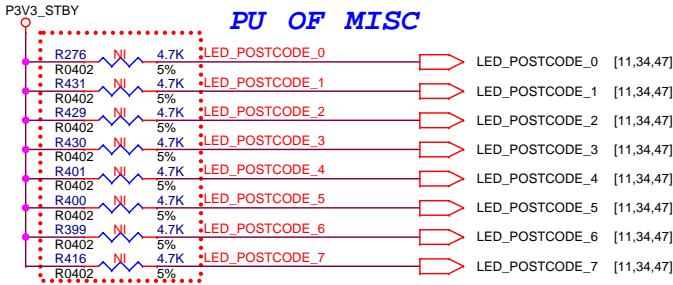 P3V3_STBY
PU OF MISC
R276 NI 4.7K LED_POSTCODE_0 LED_POSTCODE_0 [11,34,47]
R0402 5%
R431 NI 4.7K LED_POSTCODE_1 LED_POSTCODE_1 [11,34,47]
R0402 5%
R429 NI 4.7K LED_POSTCODE_2 LED_POSTCODE_2 [11,34,47]
R0402 5%
R430 NI 4.7K LED_POSTCODE_3 LED_POSTCODE_3 [11,34,47]
R0402 5%
R401 NI 4.7K LED_POSTCODE_4 LED_POSTCODE_4 [11,34,47]
R0402 5%
R400 NI 4.7K LED_POSTCODE_5 LED_POSTCODE_5 [11,34,47]
R0402 5%
R399 NI 4.7K LED_POSTCODE_6 LED_POSTCODE_6 [11,34,47]
R0402 5%
R416 NI 4.7K LED_POSTCODE_7 LED_POSTCODE_7 [11,34,47]
R0402 5%